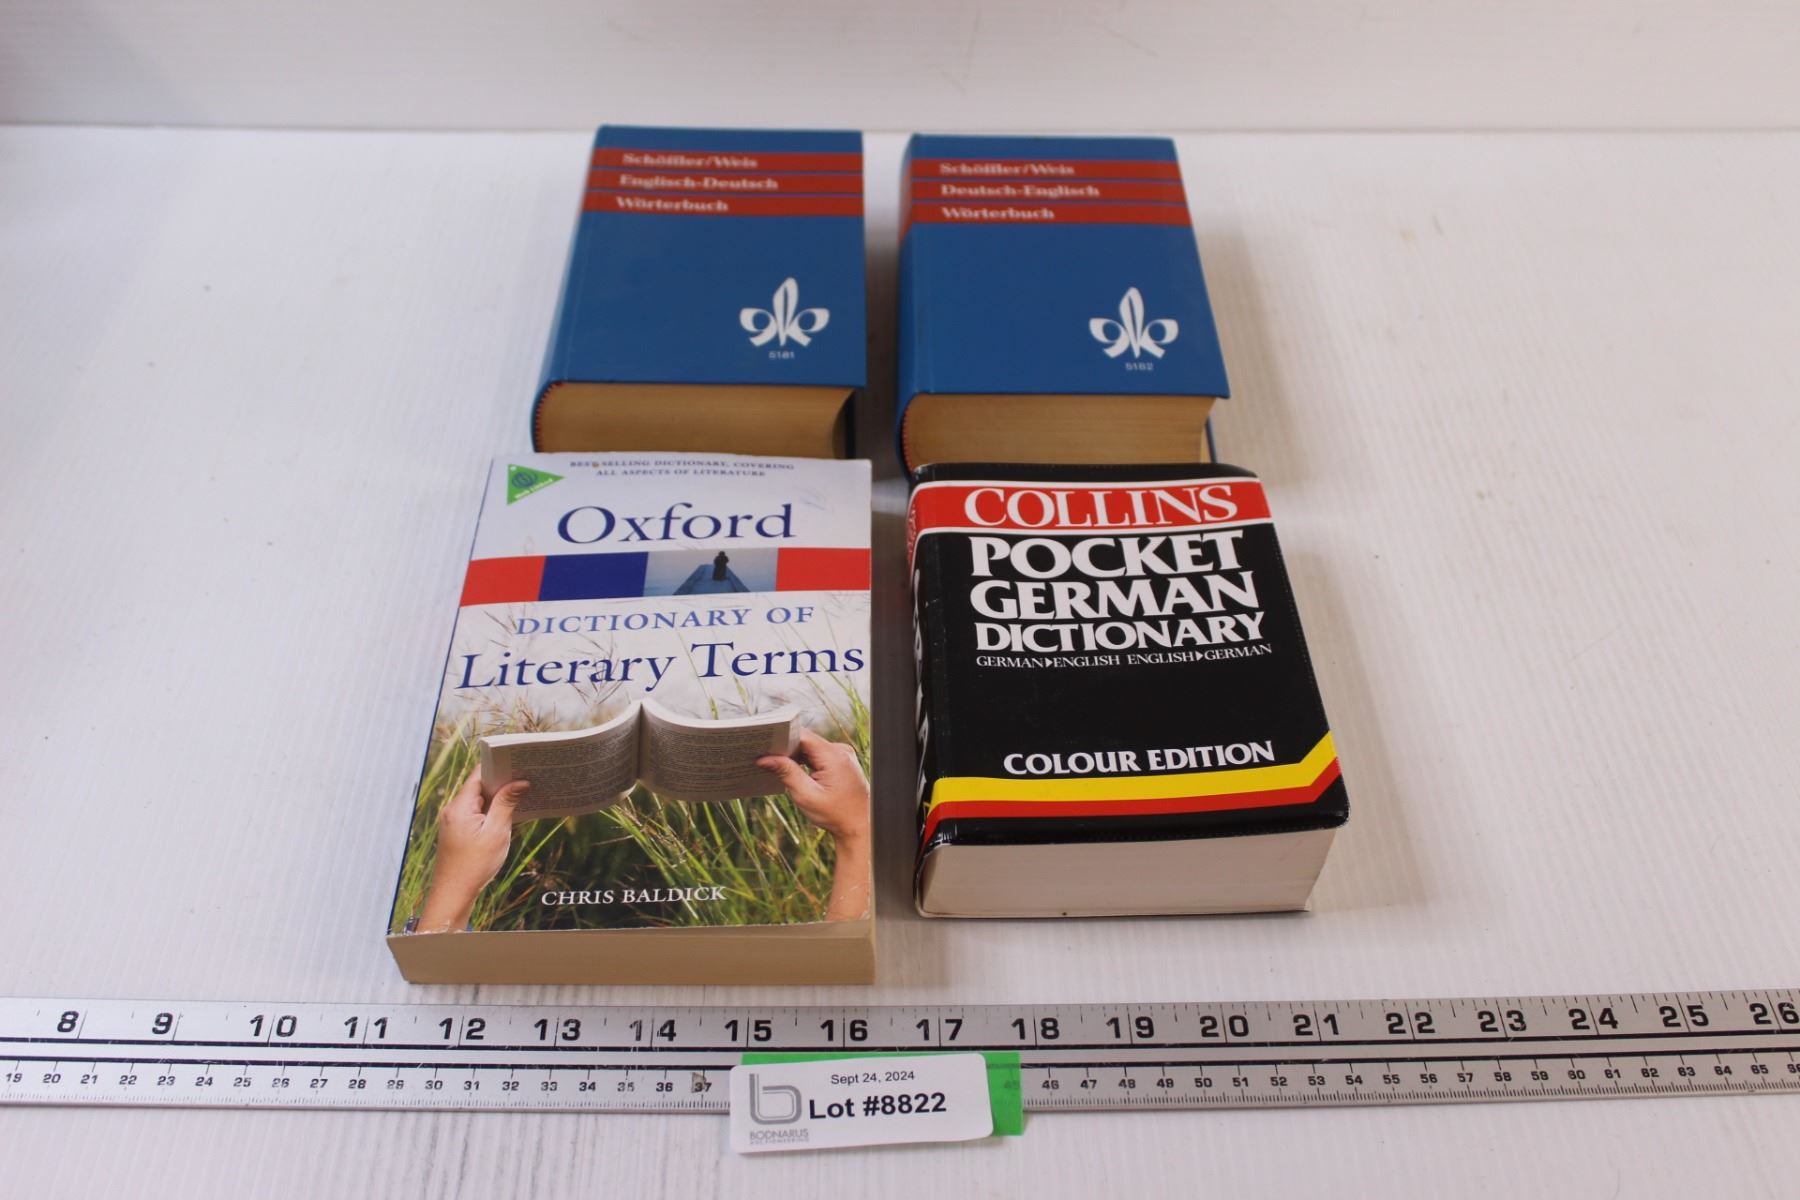 Schöffler/Weis
Englisch-Deutsch
Wörterbuch
5181
Schöffler/Weis
Deutsch-Englisch
Wörterbuch
5182
BEST-SELLING DICTIONARY, COVERING
ALL ASPECTS OF LITERATURE
Oxford
DICTIONARY OF
Literary Terms
CHRIS BALDICK
COLLINS
POCKET
GERMAN
DICTIONARY
GERMAN▶ENGLISH ENGLISH▶GERMAN
COLOUR EDITION
8 9 10 11 12 13 14 15 16 17 18 19 20 21 22 23 24 25 26
19 20 21 22 23 24 25 26 27 28 29 30 31 32 33 34 35 36 37 45 46 47 48 49 50 51 52 53 54 55 56 57 58 59 60 61 62 63 64 65
Sept 24, 2024
Lot #8822
BODNARUS
AUCTIONEERING